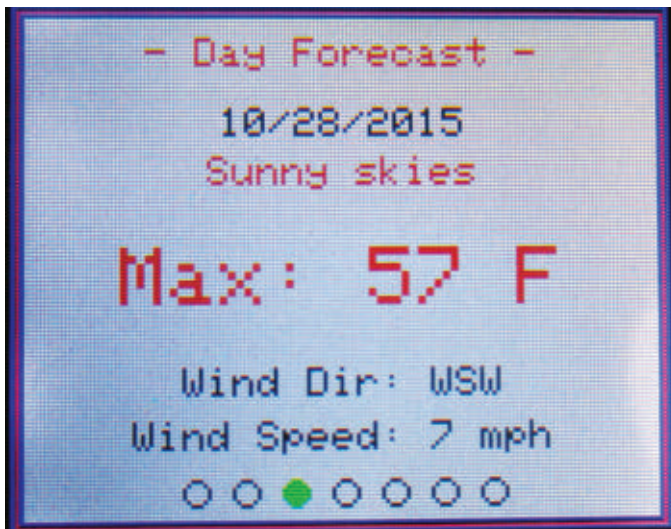 - Day Forecast -
10/28/2015
Sunny skies
Max: 57 F
Wind Dir: WSW
Wind Speed: 7 mph